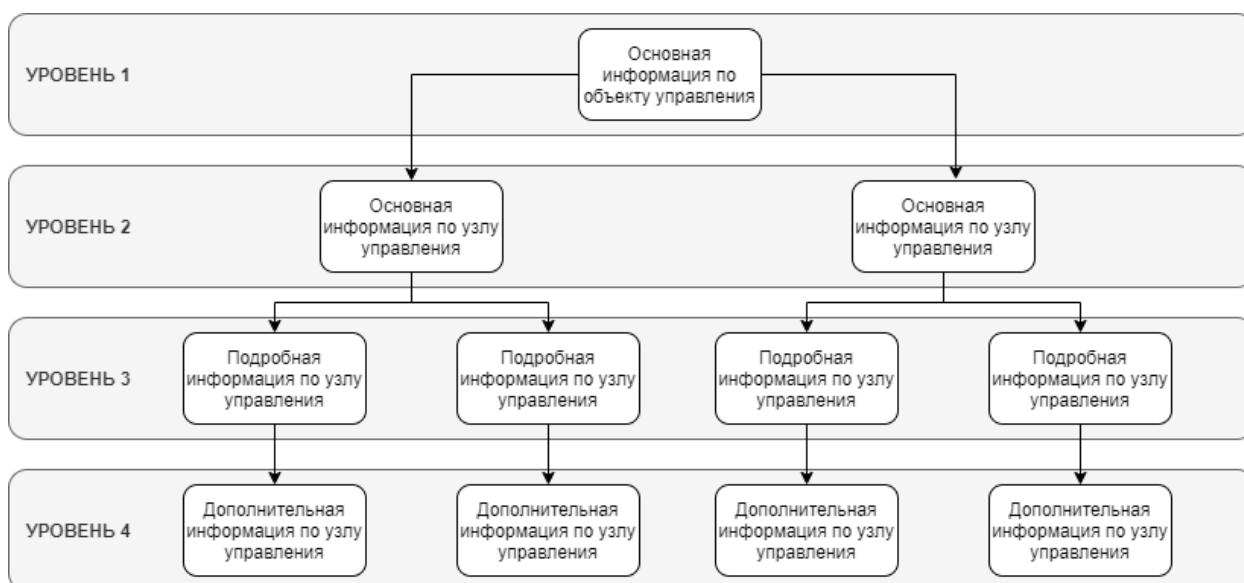 УРОВЕНЬ 1
Основная
информация по
объекту управления
УРОВЕНЬ 2
Основная
информация по узлу
управления
Основная
информация по узлу
управления
УРОВЕНЬ 3
Подробная
информация по узлу
управления
Подробная
информация по узлу
управления
Подробная
информация по узлу
управления
Подробная
информация по узлу
управления
УРОВЕНЬ 4
Дополнительная
информация по узлу
управления
Дополнительная
информация по узлу
управления
Дополнительная
информация по узлу
управления
Дополнительная
информация по узлу
управления